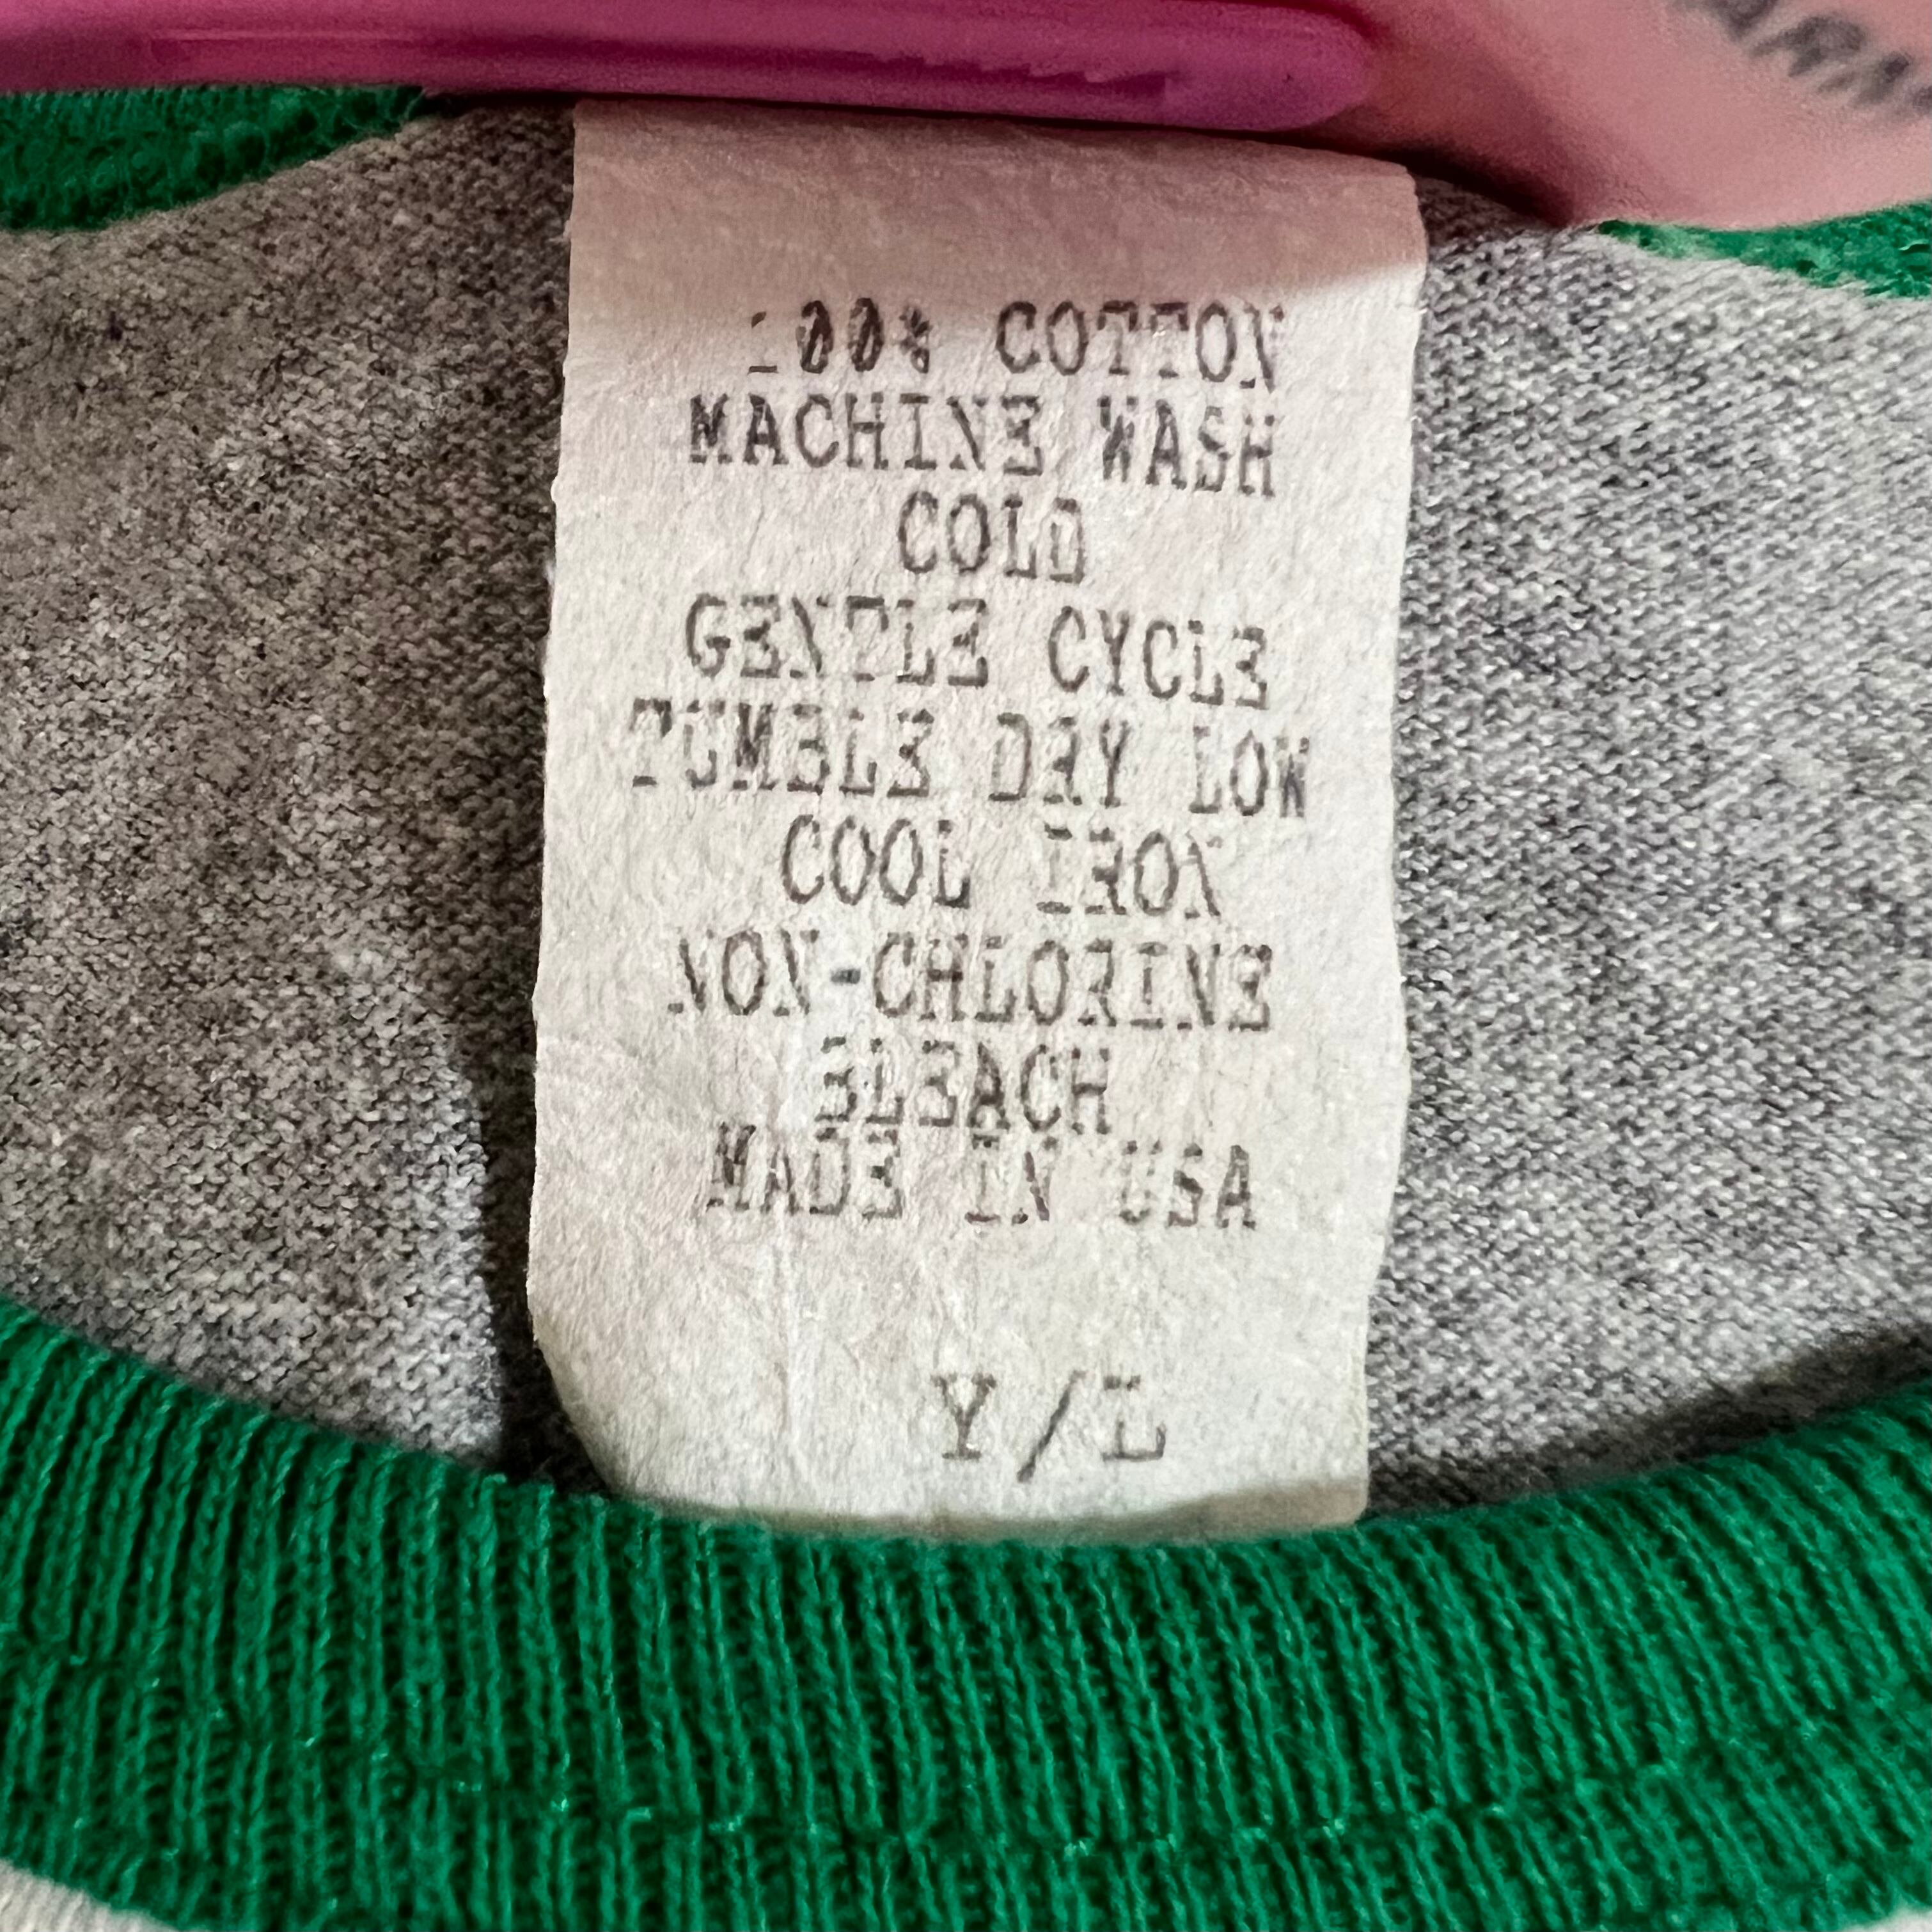 100% COTTON
MACHINE WASH
COLD
GENTLE CYCLE
TUMBLE DRY LOW
COOL IRON
NON-CHLORINE
BLEACH
MADE IN USA
Y/L